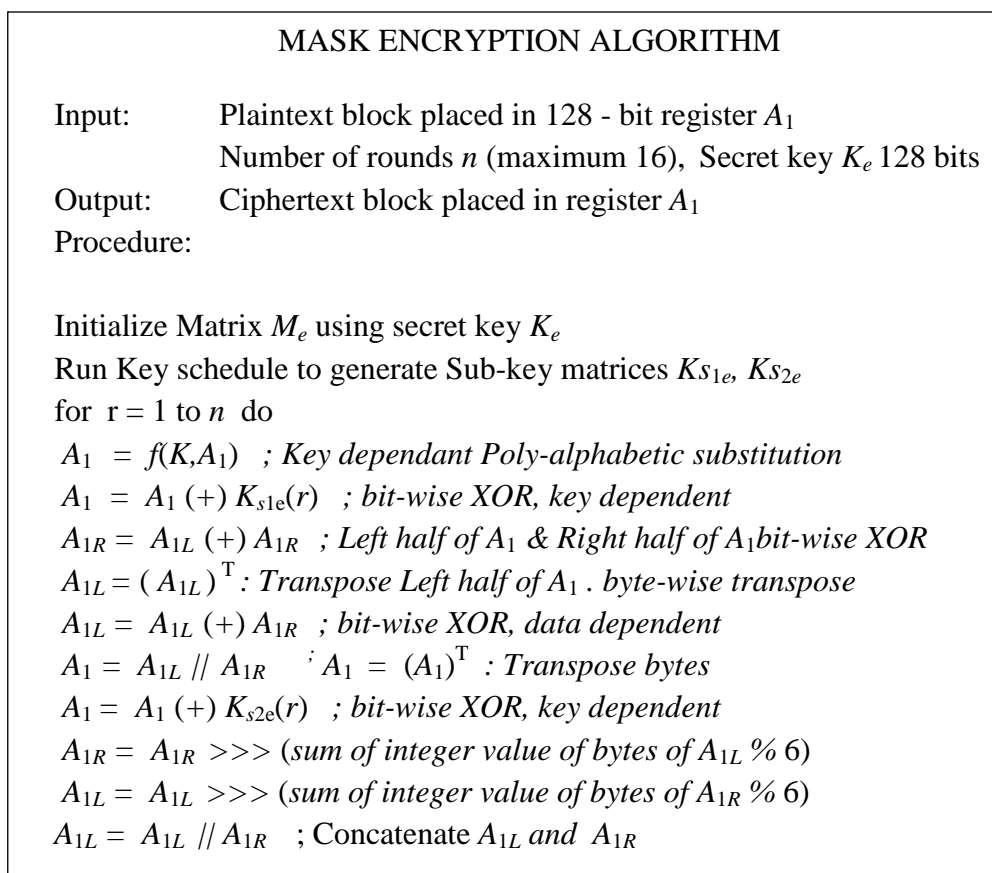 MASK ENCRYPTION ALGORITHM
Input: Plaintext block placed in 128 - bit register A1
Number of rounds n (maximum 16), Secret key Ke 128 bits
Output: Ciphertext block placed in register A1
Procedure:
Initialize Matrix Me using secret key Ke
Run Key schedule to generate Sub-key matrices Ks1e, Ks2e
for r = 1 to n do
A1 = f(K,A1) ; Key dependant Poly-alphabetic substitution
A1 = A1 (+) Ks1e(r) ; bit-wise XOR, key dependent
A1R = A1L (+) A1R ; Left half of A1 & Right half of A1bit-wise XOR
A1L = ( A1L )T : Transpose Left half of A1 . byte-wise transpose
A1L = A1L (+) A1R ; bit-wise XOR, data dependent
A1 = A1L // A1R ; A1 = (A1)T : Transpose bytes
A1 = A1 (+) Ks2e(r) ; bit-wise XOR, key dependent
A1R = A1R >>> (sum of integer value of bytes of A1L % 6)
A1L = A1L >>> (sum of integer value of bytes of A1R % 6)
A1L = A1L // A1R ; Concatenate A1L and A1R